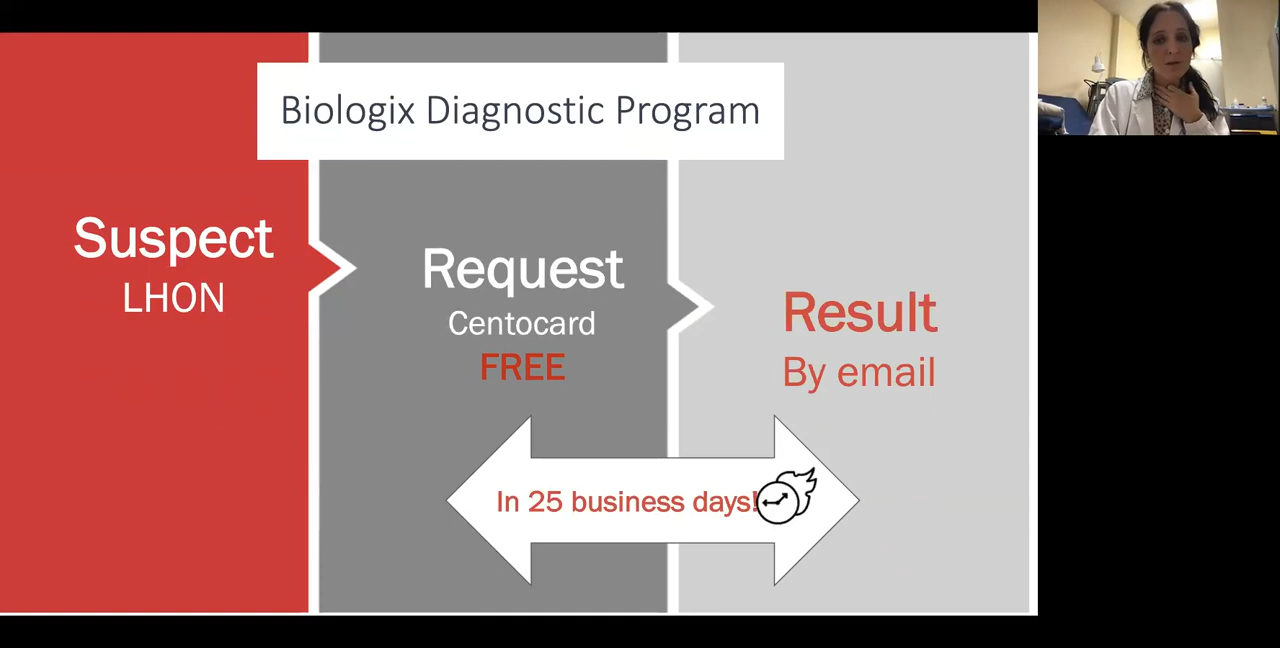 Biologix Diagnostic Program
Suspect
LHON
Request
Centocard
FREE
Result
By email
In 25 business days!